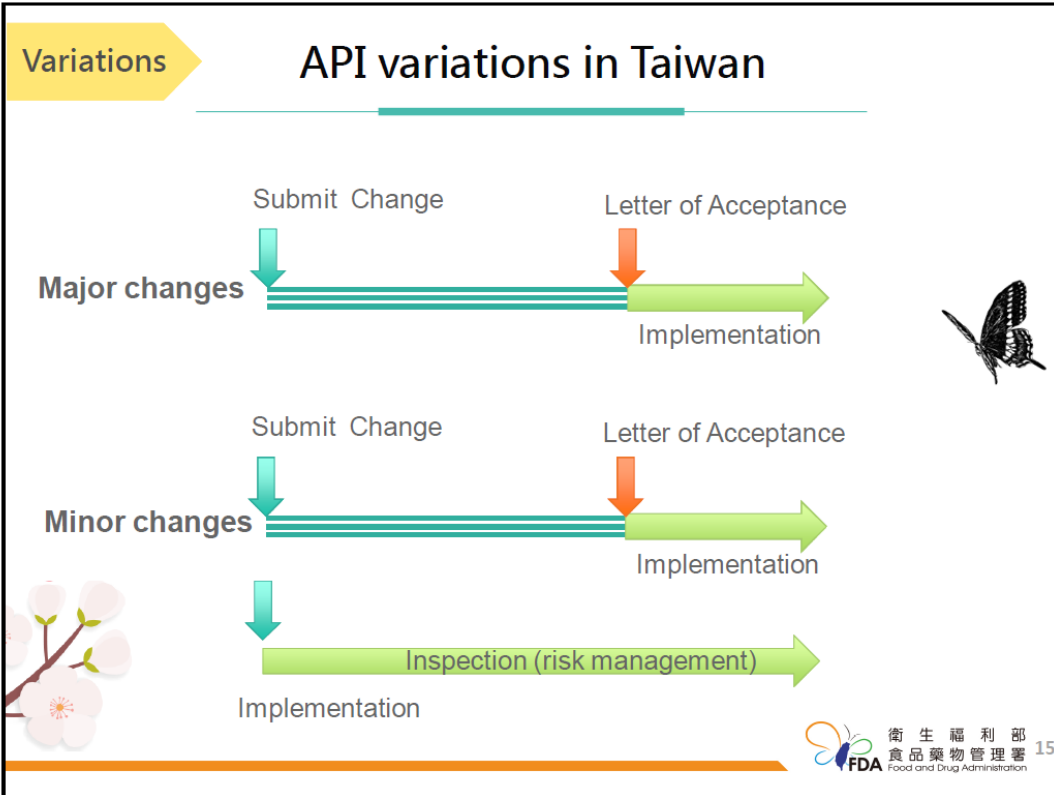 Variations
API variations in Taiwan
Submit Change
Letter of Acceptance
Major changes
Implementation
Submit Change
Letter of Acceptance
Minor changes
Implementation
Inspection (risk management)
Implementation
衛生福利部
食品藥物管理署
FDA Food and Drug Administration
15